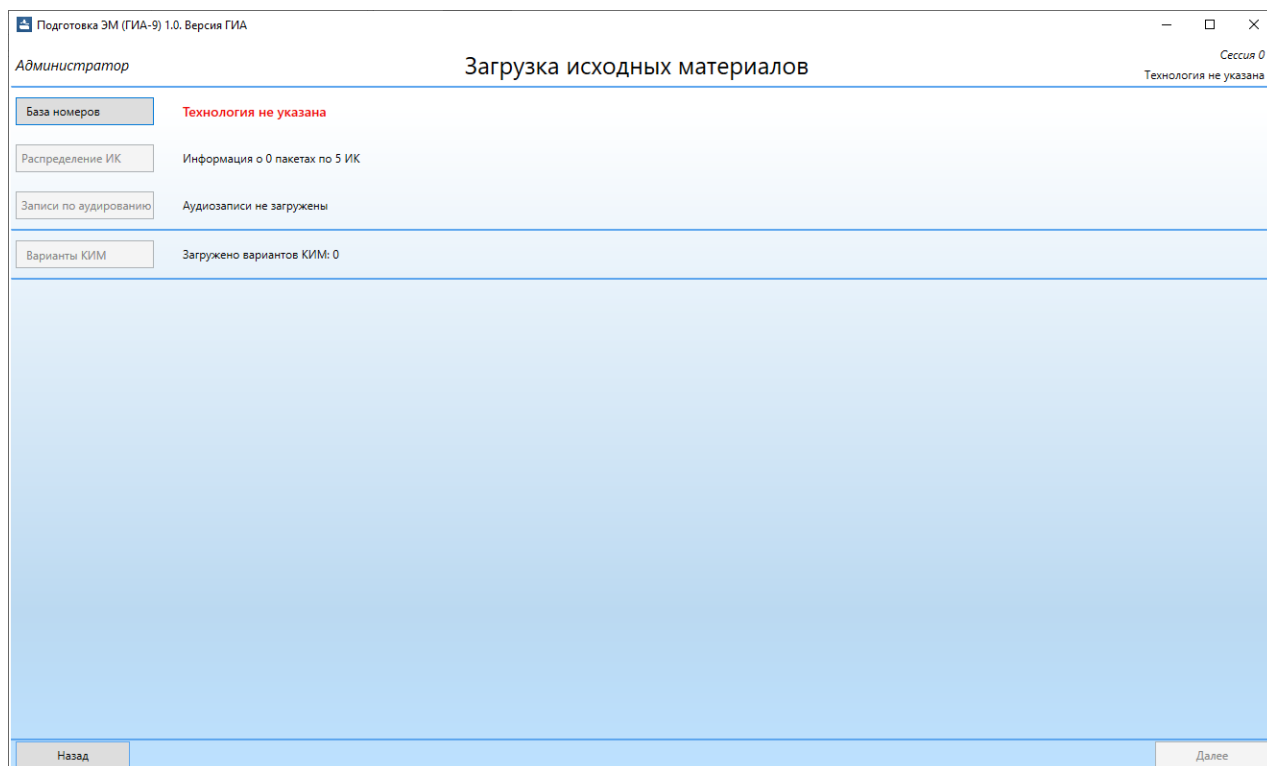 Подготовка ЭМ (ГИА-9) 1.0. Версия ГИА
Администратор
Загрузка исходных материалов
Сессия 0
Технология не указана
База номеров
Технология не указана
Распределение ИК
Информация о 0 пакетах по 5 ИК
Записи по аудированию
Аудиозаписи не загружены
Варианты КИМ
Загружено вариантов КИМ: 0
Назад
Далее